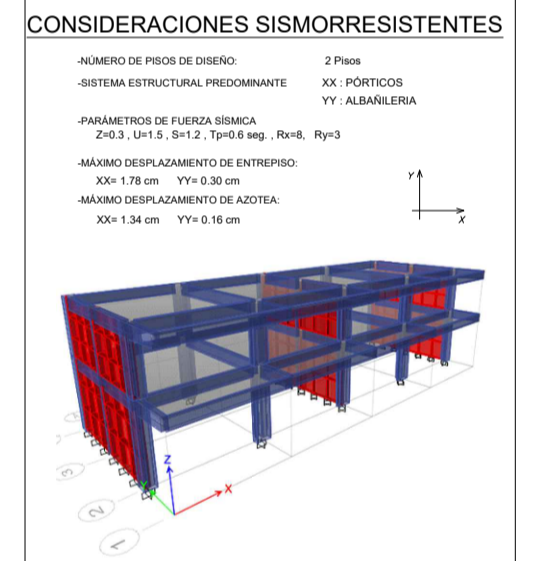 CONSIDERACIONES SISMORRESISTENTES
-NÚMERO DE PISOS DE DISEÑO: 2 Pisos
-SISTEMA ESTRUCTURAL PREDOMINANTE XX : PÓRTICOS
YY : ALBAÑILERIA
-PARÁMETROS DE FUERZA SÍSMICA
Z=0.3 , U=1.5 , S=1.2 , Tp=0.6 seg. , Rx=8, Ry=3
-MÁXIMO DESPLAZAMIENTO DE ENTREPISO:
XX= 1.78 cm YY= 0.30 cm
-MÁXIMO DESPLAZAMIENTO DE AZOTEA:
XX= 1.34 cm YY= 0.16 cm
Y
X
Z
X
Y
3
2
1